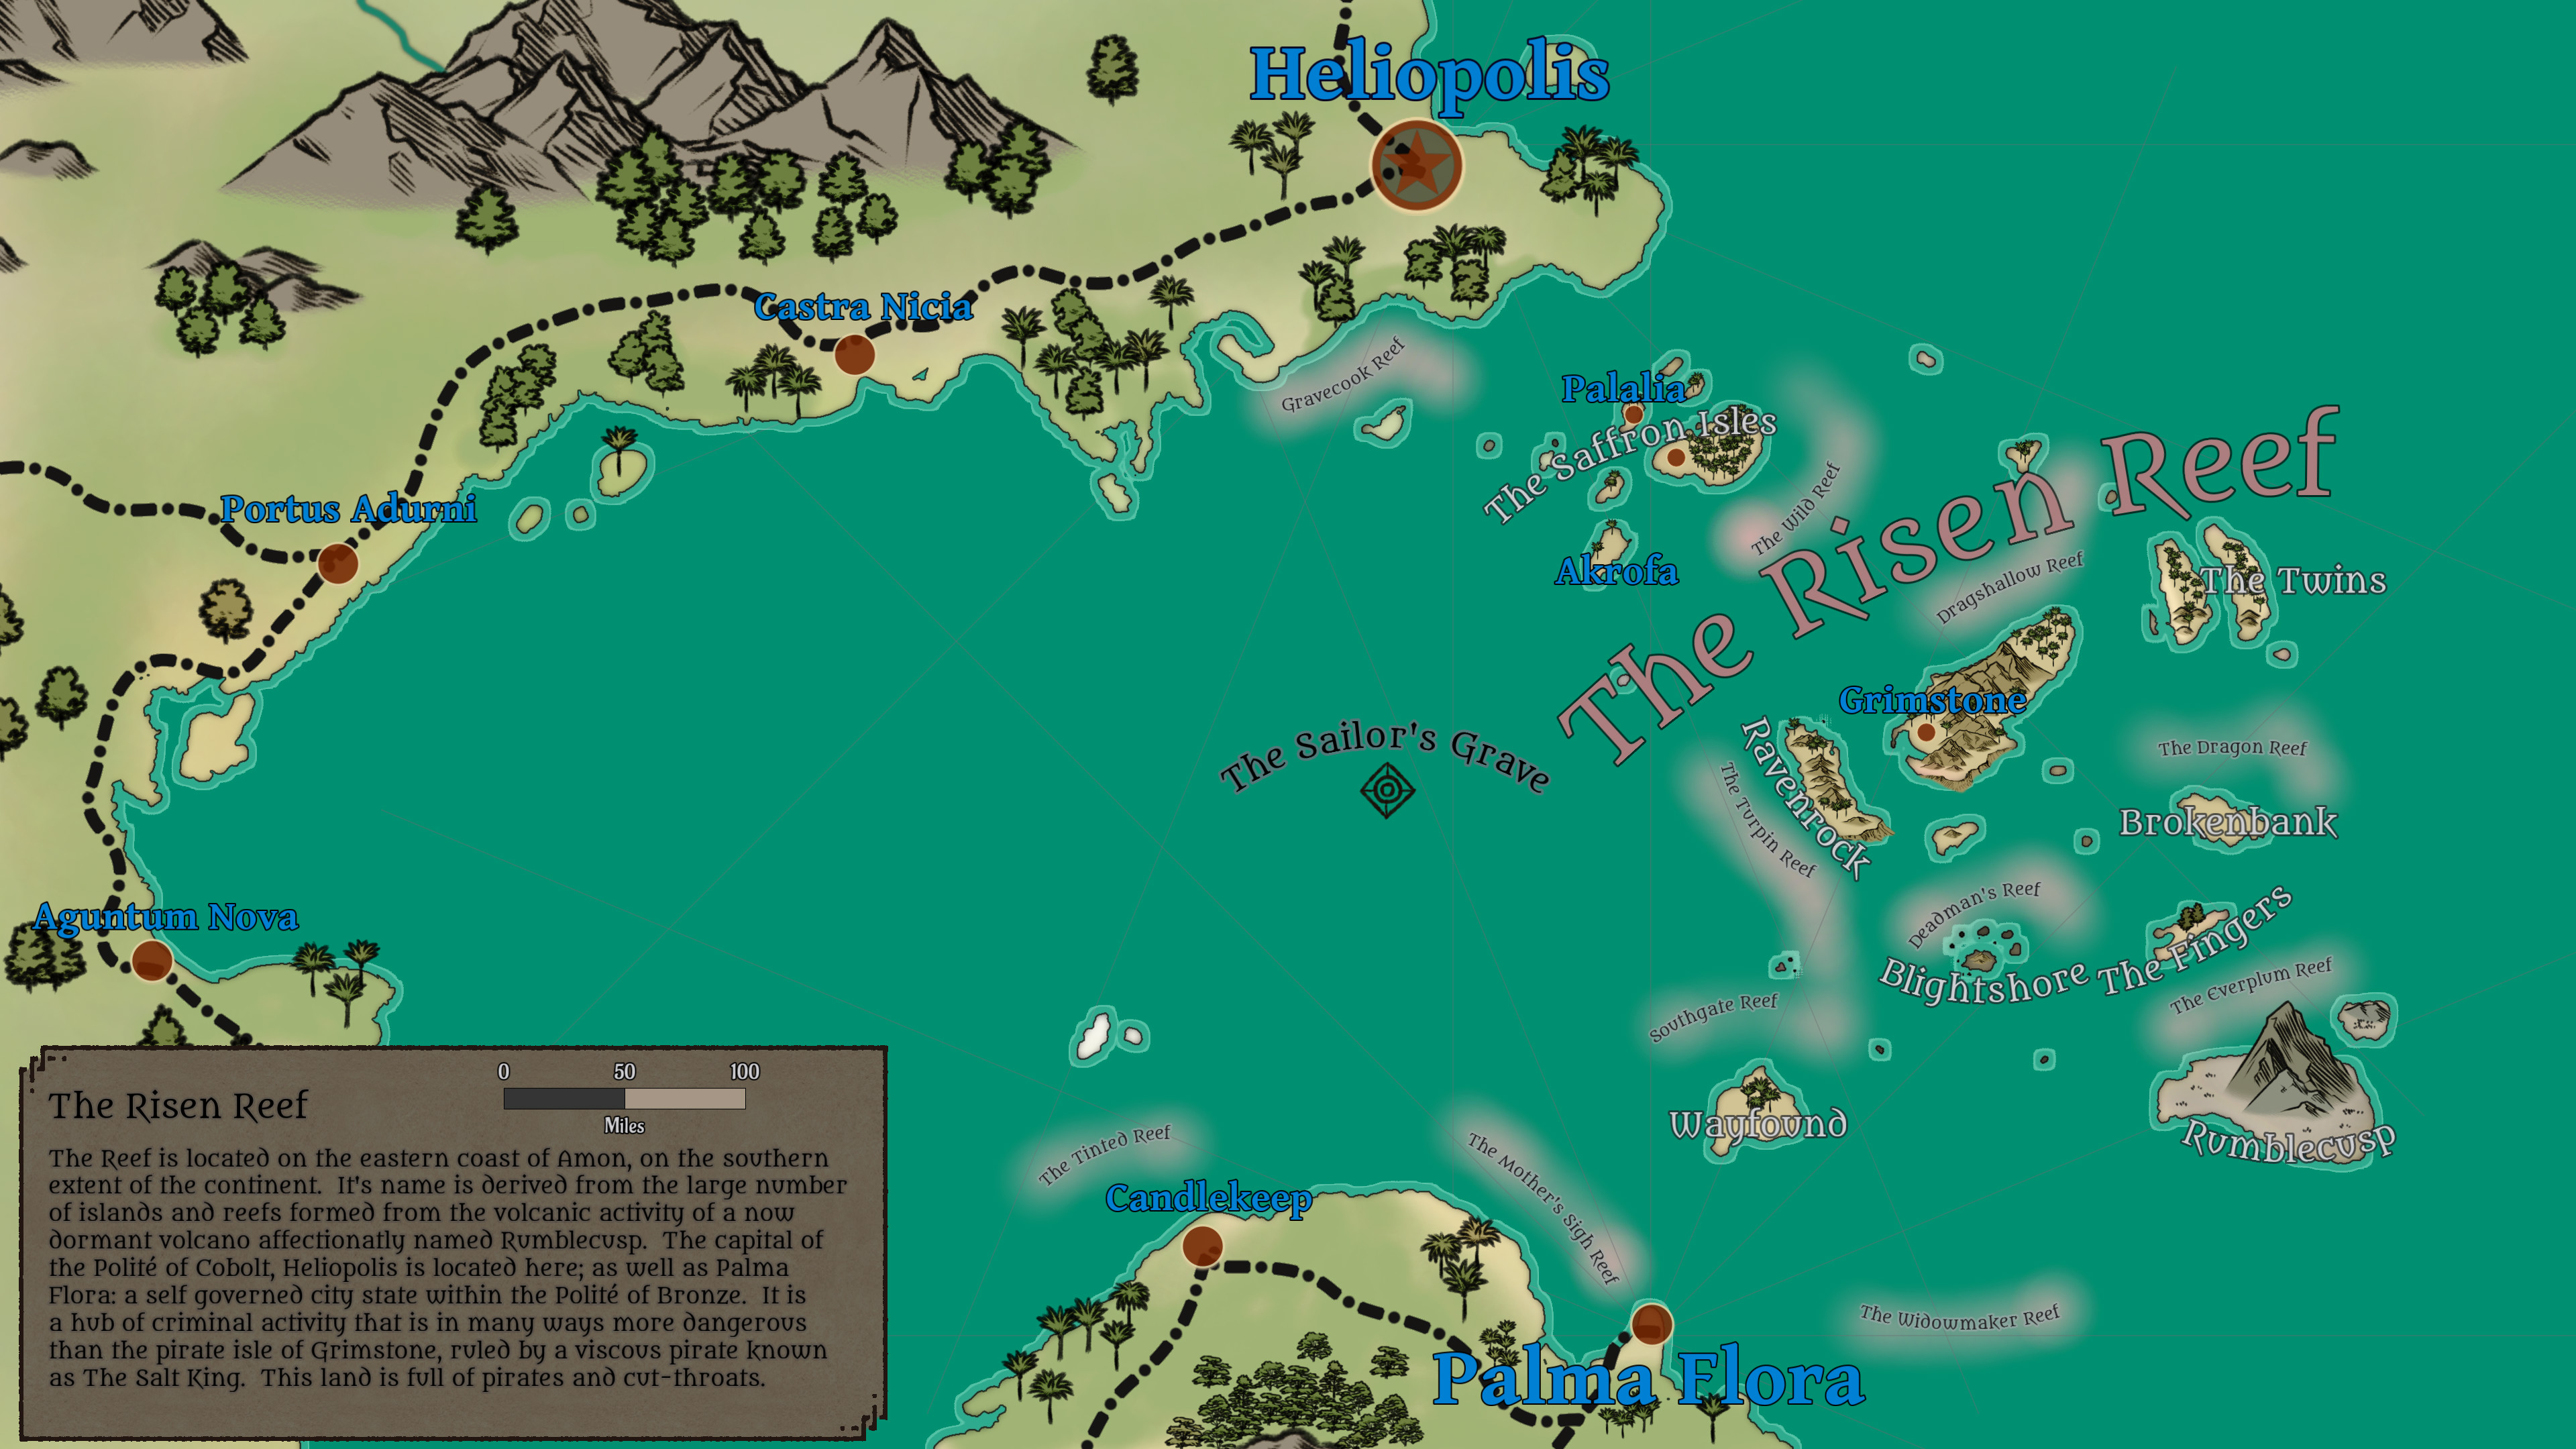 Heliopolis
Castra Nicia
Gravecook Reef
Palalia
The Saffron Isles
The Risen Reef
The Wild Reef
Portus Adurni
Akrofa
Dragshallow Reef
The Twins
Grimstone
The Sailor's Grave
Ravenrock
The Turpin Reef
The Dragon Reef
Brokenbank
Deadman's Reef
Aguntum Nova
Blightshore
The Fingers
The Everplum Reef
Southgate Reef
Wayfound
Rumblecusp
The Tinted Reef
The Mother's Sigh Reef
Candlekeep
The Widowmaker Reef
Palma Flora
0 50 100
Miles
The Risen Reef
The Reef is located on the eastern coast of Amon, on the southern
extent of the continent. It's name is derived from the large number
of islands and reefs formed from the volcanic activity of a now
dormant volcano affectionatly named Rumblecusp. The capital of
the Polité of Cobolt, Heliopolis is located here; as well as Palma
Flora: a self governed city state within the Polité of Bronze. It is
a hub of criminal activity that is in many ways more dangerous
than the pirate isle of Grimstone, ruled by a viscous pirate known
as The Salt King. This land is full of pirates and cut-throats.